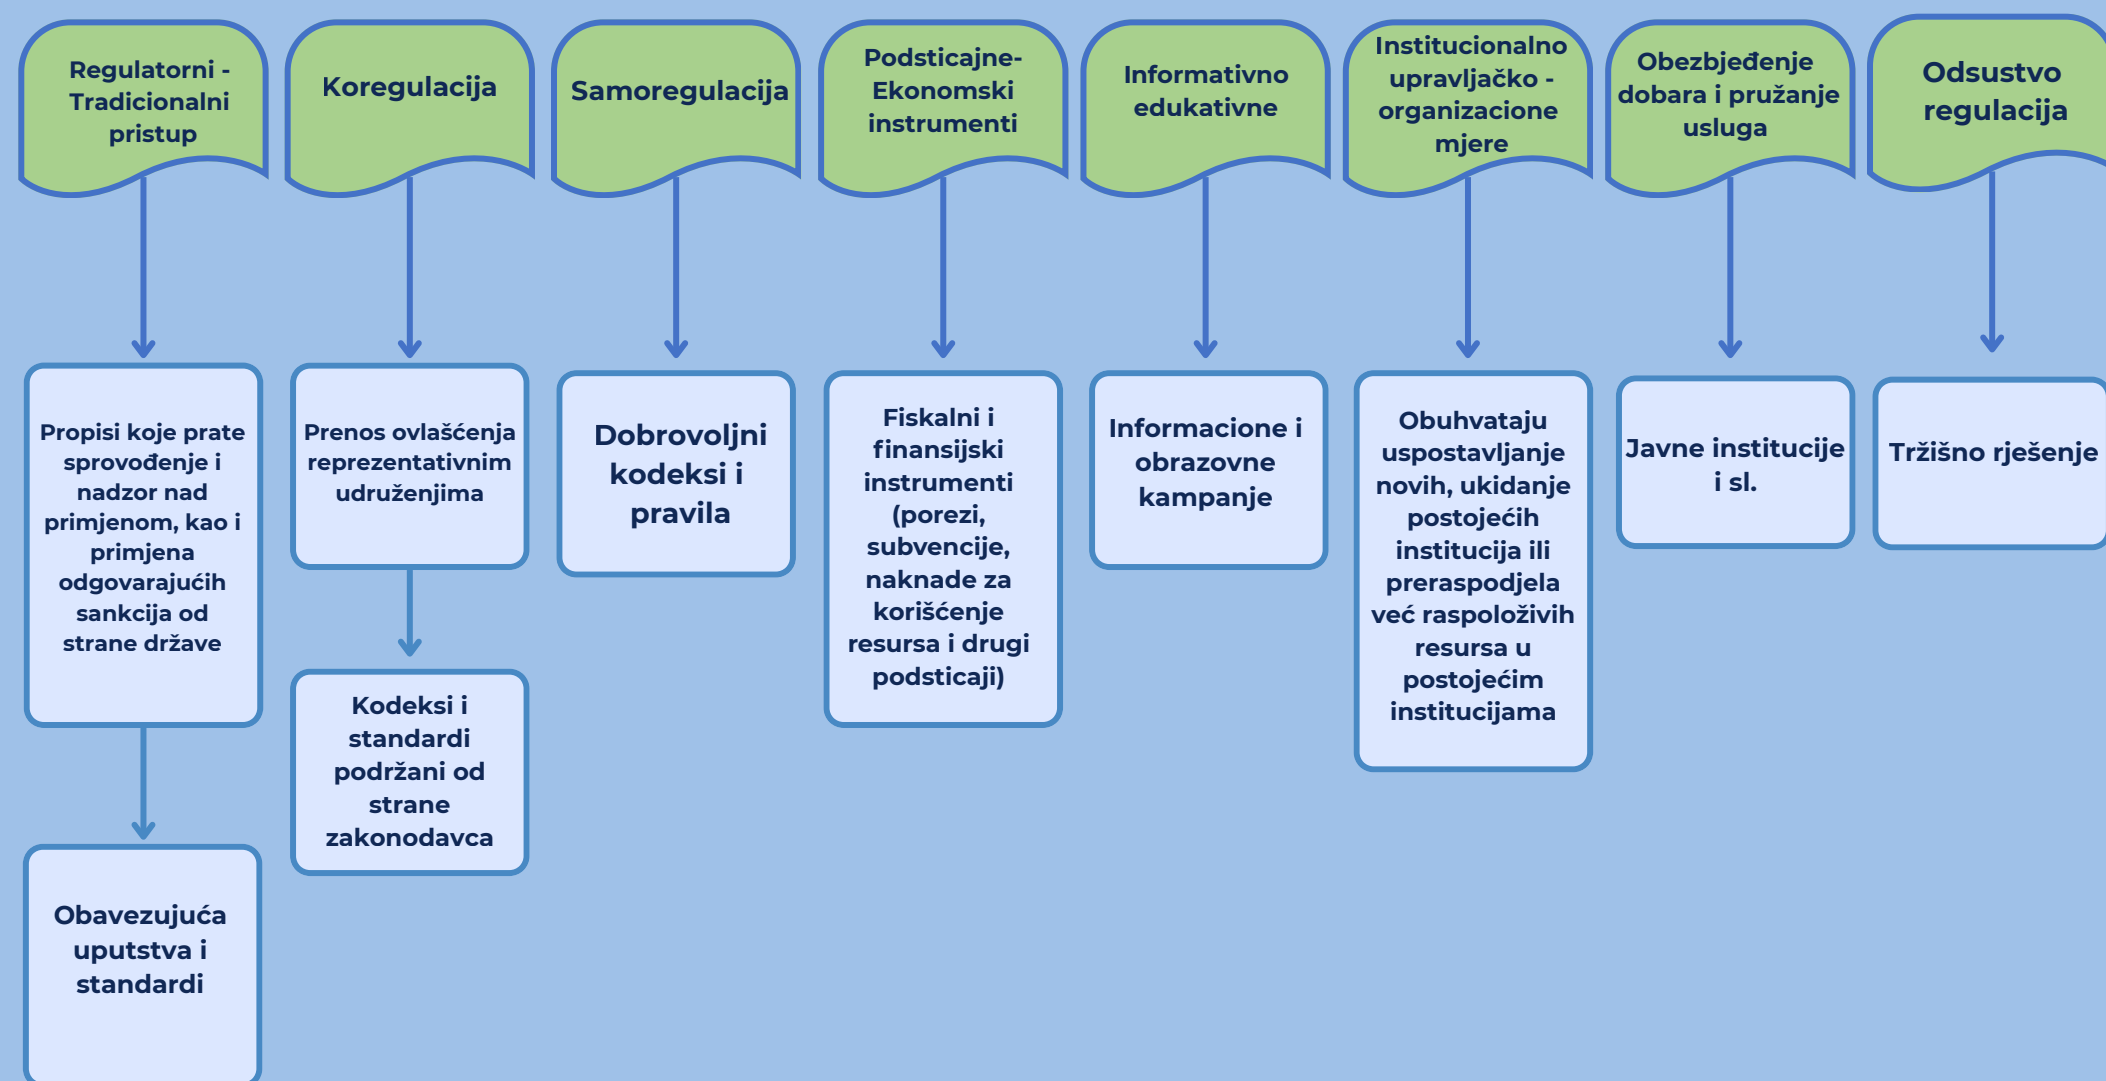 Regulatorni -
Tradicionalni
pristup
Koregulacija
Samoregulacija
Podsticajne-
Ekonomski
instrumenti
Informativno
edukativne
Institucionalno
upravljačko -
organizacione
mjere
Obezbjeđenje
dobara i pružanje
usluga
Odsustvo
regulacija
Propisi koje prate
sprovođenje i
nadzor nad
primjenom, kao i
primjena
odgovarajućih
sankcija od
strane države
Prenos ovlašćenja
reprezentativnim
udruženjima
Dobrovoljni
kodeksi i
pravila
Fiskalni i
finansijski
instrumenti
(porezi,
subvencije,
naknade za
korišćenje
resursa i drugi
podsticaji)
Informacione i
obrazovne
kampanje
Obuhvataju
uspostavljanje
novih, ukidanje
postojećih
institucija ili
preraspodjela
već raspoloživih
resursa u
postojećim
institucijama
Javne institucije
i sl.
Tržišno rješenje
Kodeksi i
standardi
podržani od
strane
zakonodavca
Obavezujuća
uputstva i
standardi